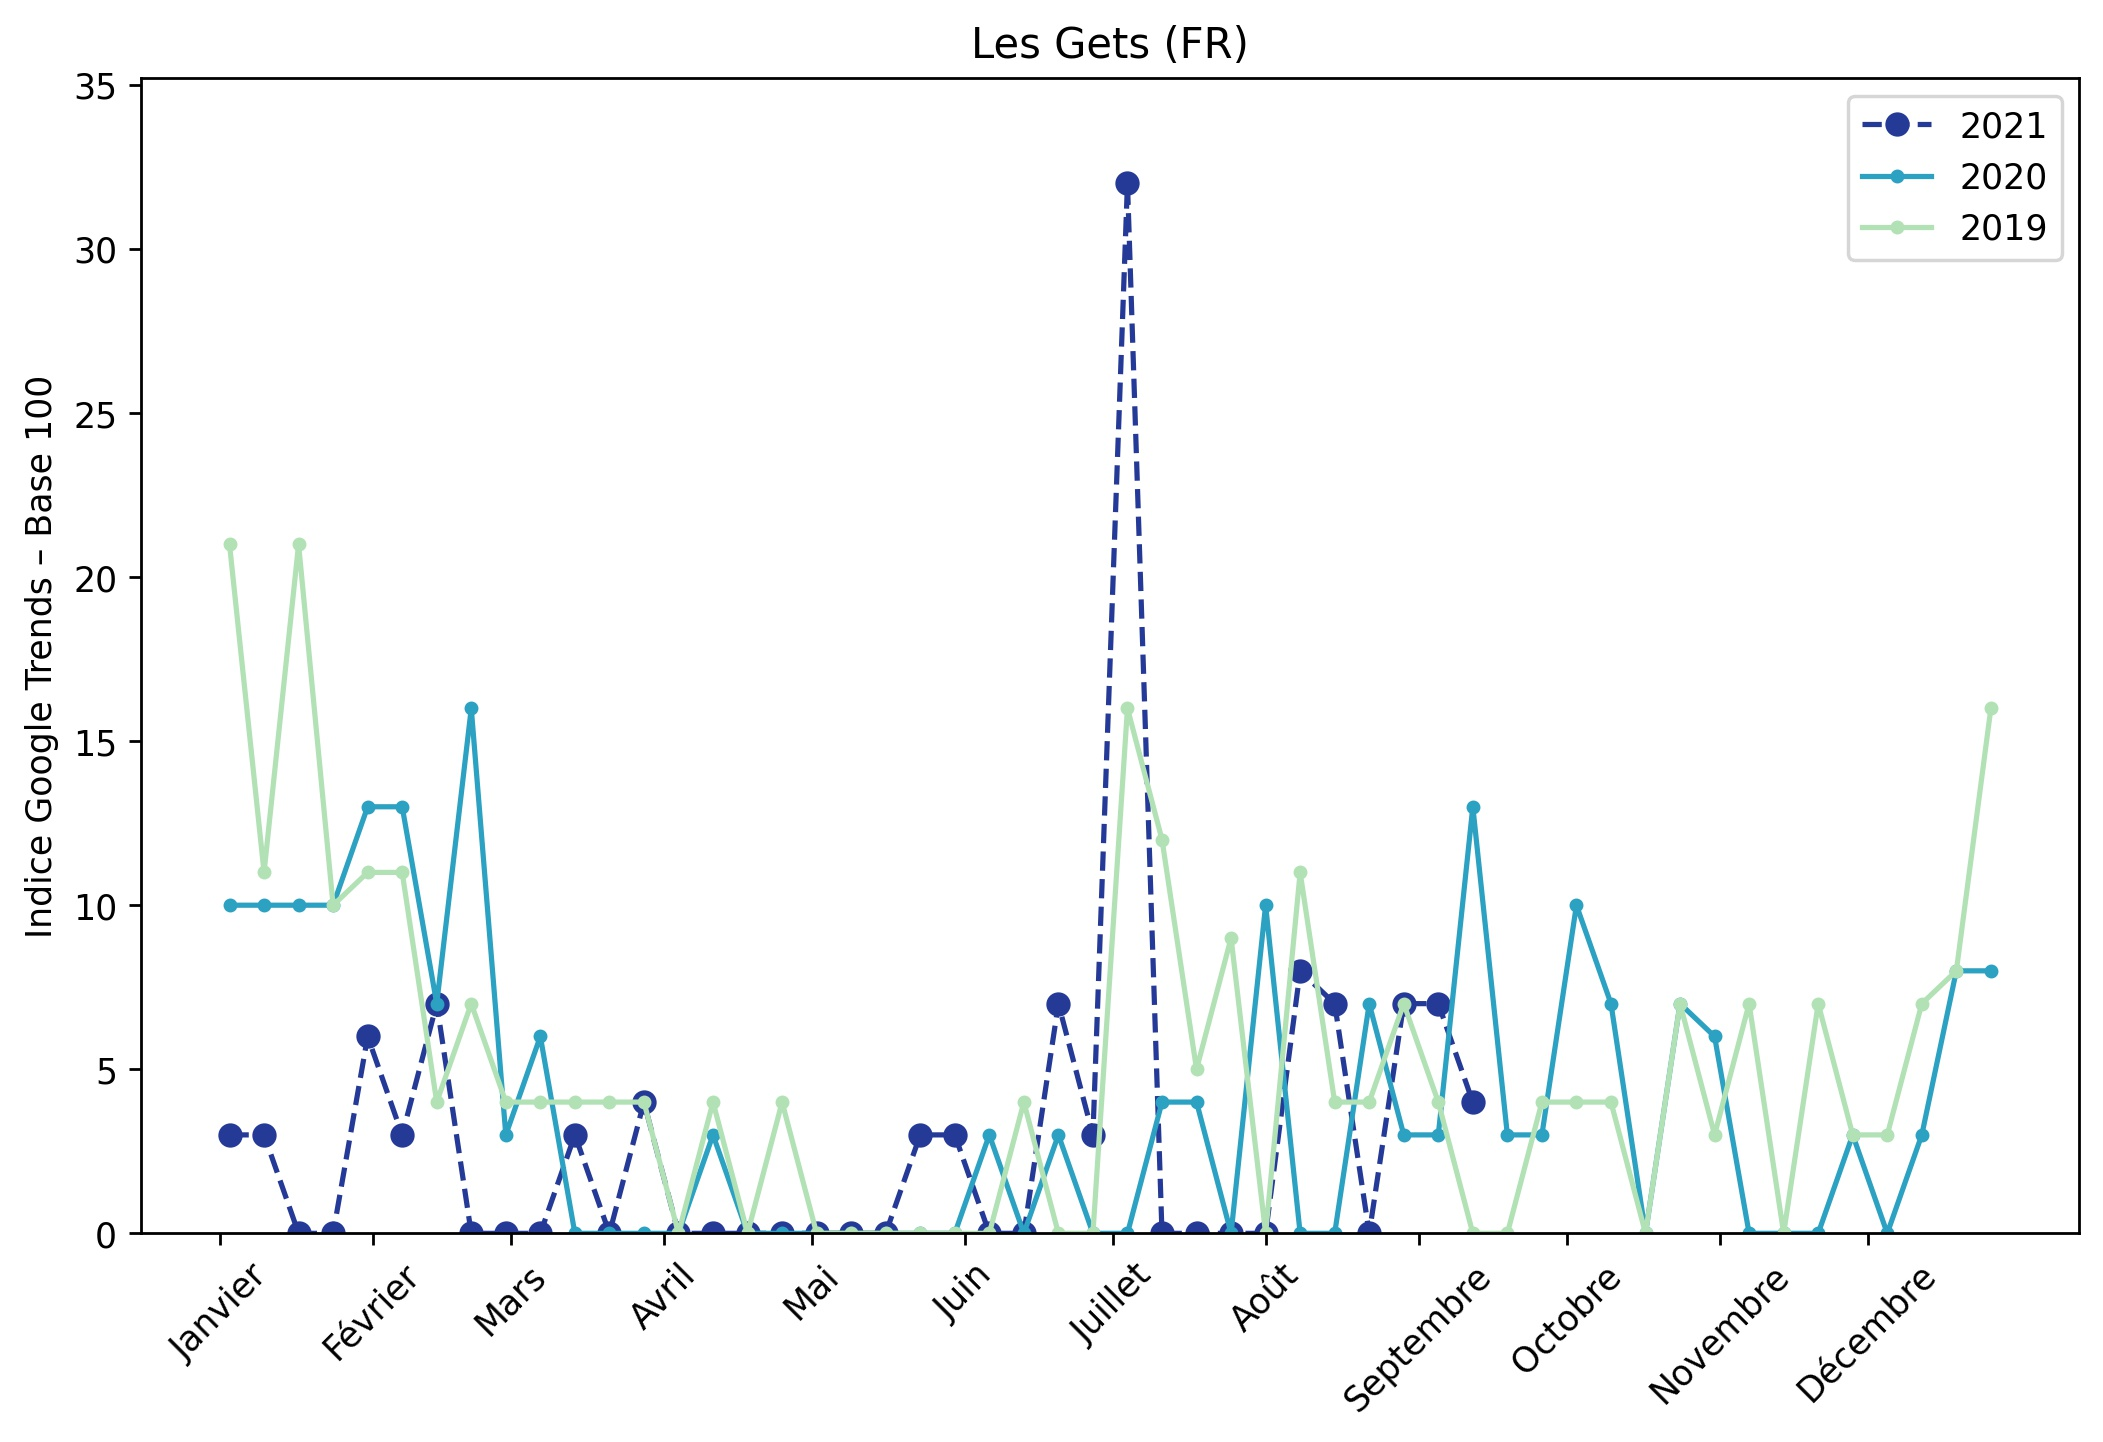 Les Gets (FR)
Indice Google Trends – Base 100
35
30
25
20
15
10
5
0
2021
2020
2019
Janvier
Février
Mars
Avril
Mai
Juin
Juillet
Août
Septembre
Octobre
Novembre
Décembre